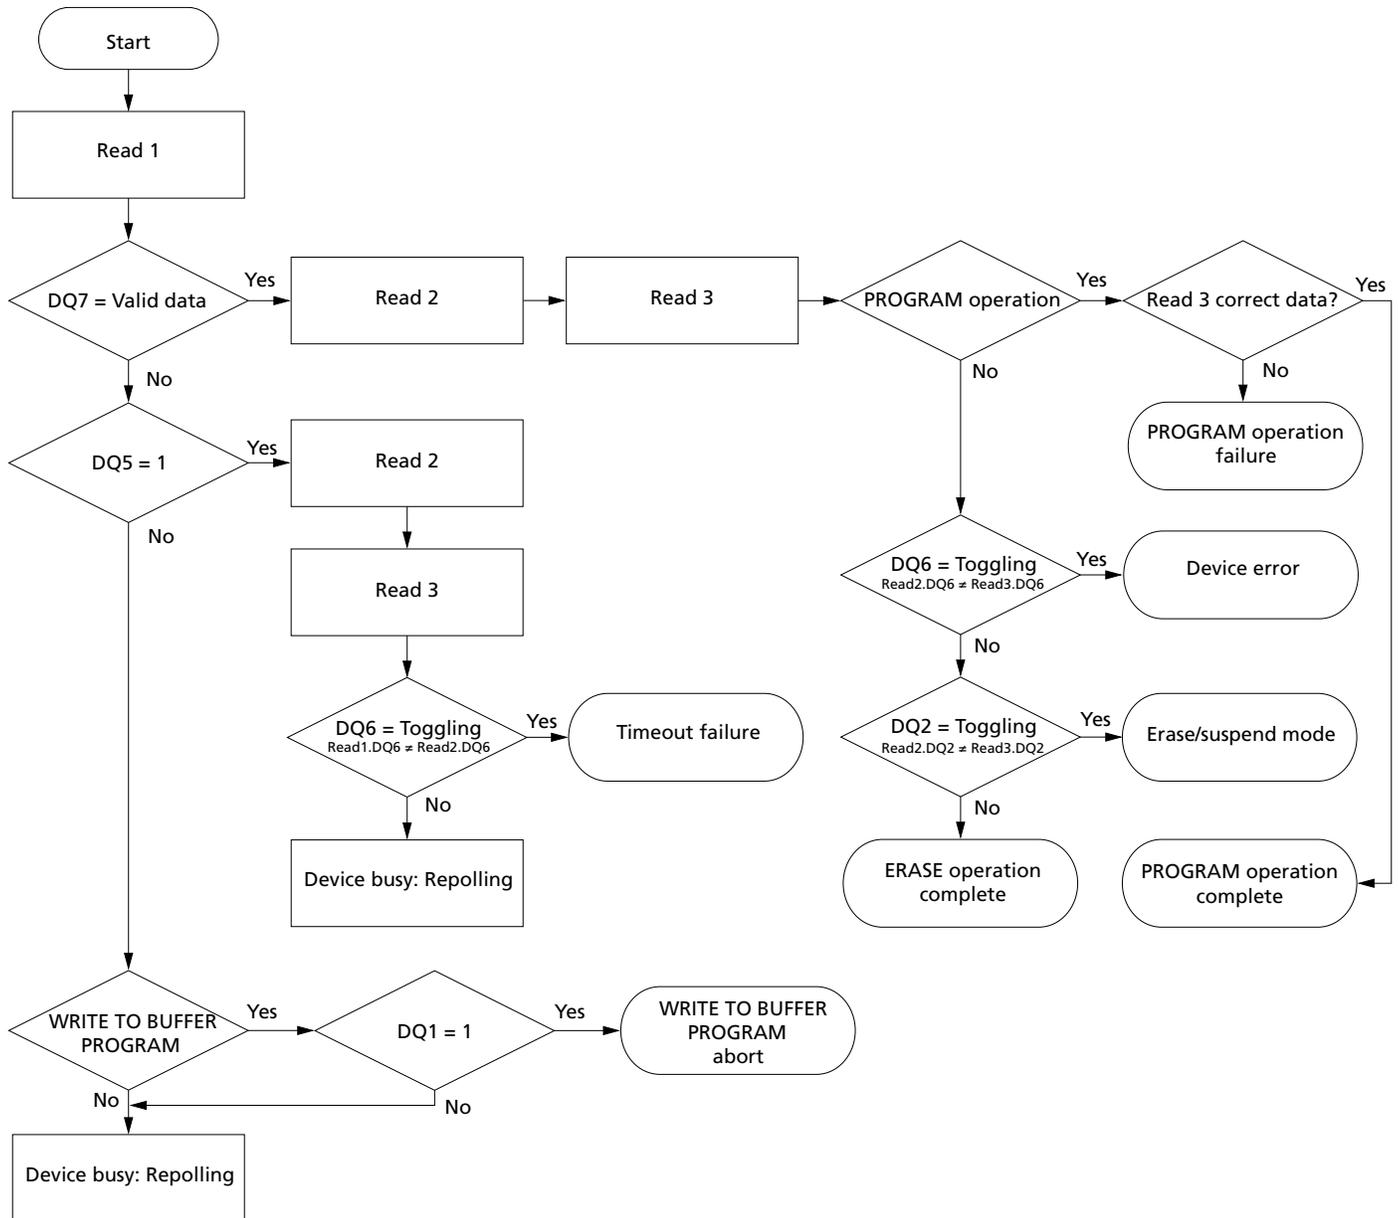 Start
Read 1
DQ7 = Valid data
Yes
Read 2
Read 3
PROGRAM operation
Yes
Read 3 correct data?
Yes
No
No
No
PROGRAM operation
failure
DQ5 = 1
Yes
Read 2
No
Read 3
DQ6 = Toggling
Read2.DQ6 ≠ Read3.DQ6
Yes
Device error
No
DQ6 = Toggling
Read1.DQ6 ≠ Read2.DQ6
Yes
Timeout failure
No
DQ2 = Toggling
Read2.DQ2 ≠ Read3.DQ2
Yes
Erase/suspend mode
No
Device busy: Repolling
ERASE operation
complete
PROGRAM operation
complete
WRITE TO BUFFER
PROGRAM
Yes
DQ1 = 1
Yes
WRITE TO BUFFER
PROGRAM
abort
No
No
Device busy: Repolling